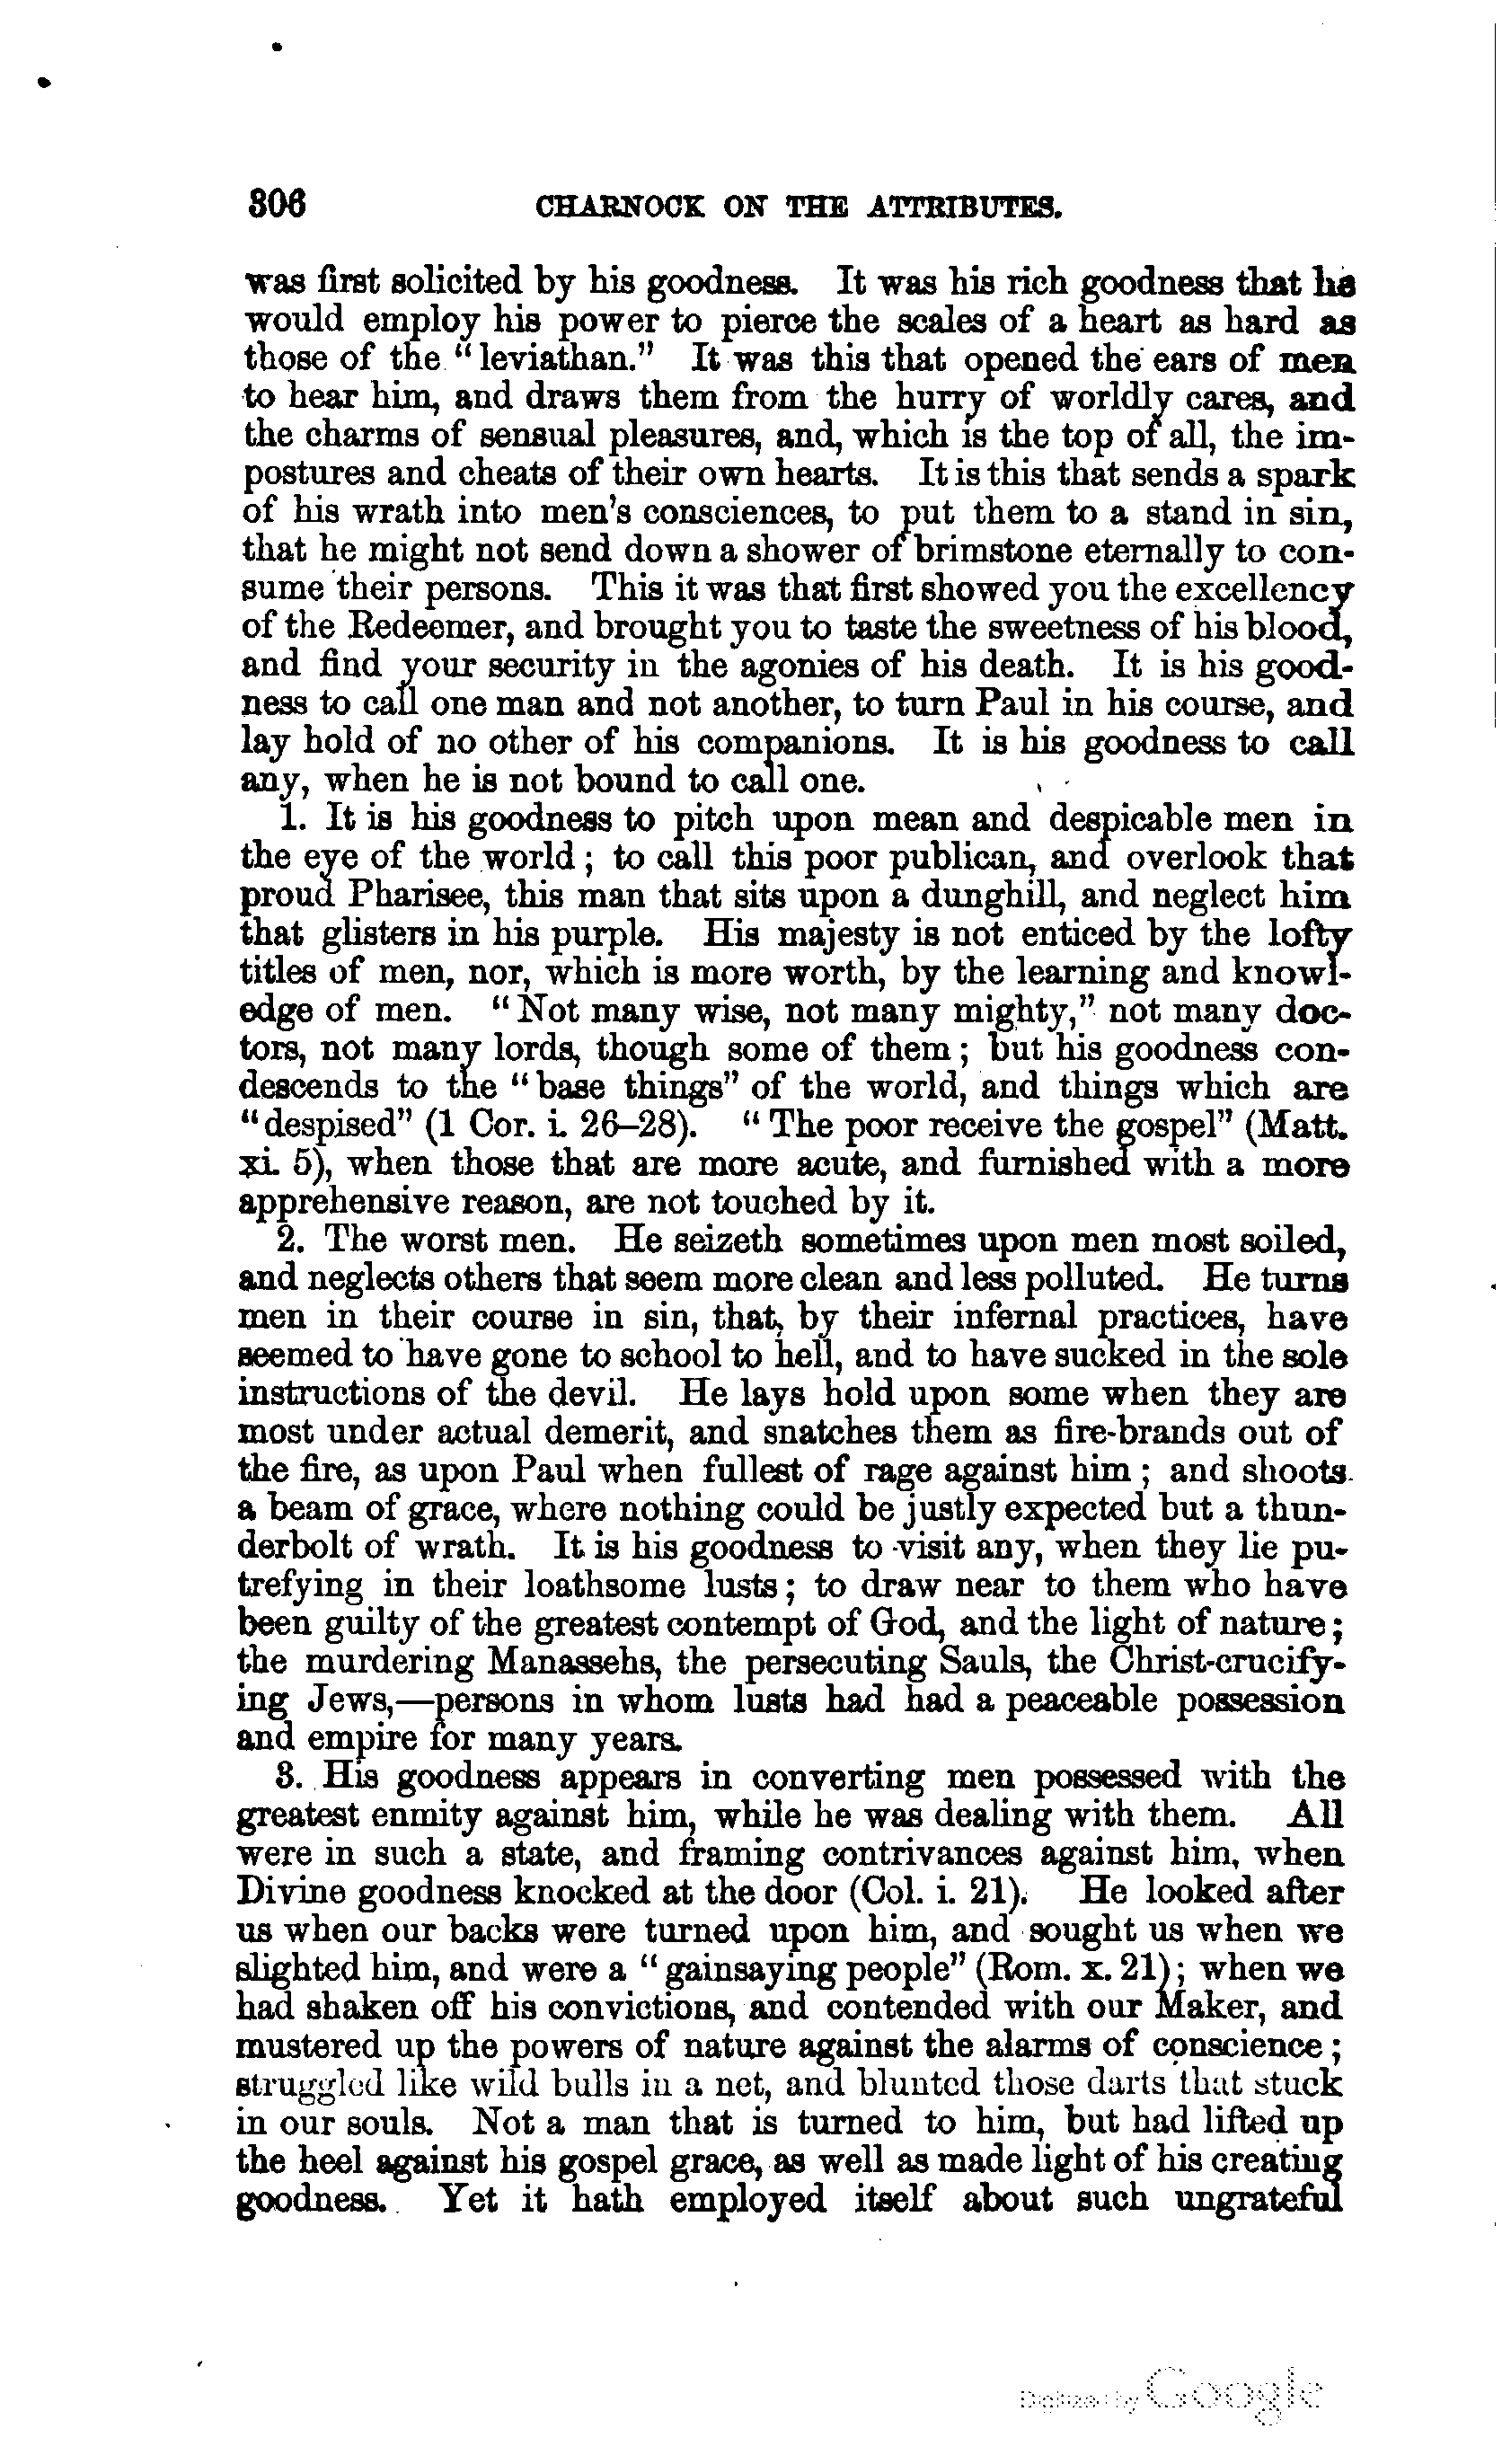 306 CHARNOCK ON THE ATTRIBUTES.
was first solicited by his goodness. It was his rich goodness that he
would employ his power to pierce the scales of a heart as hard as
those of the “leviathan.” It was this that opened the ears of men
to hear him, and draws them from the hurry of worldly cares, and
the charms of sensual pleasures, and, which is the top of all, the im-
postures and cheats of their own hearts. It is this that sends a spark
of his wrath into men's consciences, to put them to a stand in sin,
that he might not send down a shower of brimstone eternally to con-
sume their persons. This it was that first showed you the excellency
of the Redeemer, and brought you to taste the sweetness of his blood,
and find your security in the agonies of his death. It is his good-
ness to call one man and not another, to turn Paul in his course, and
lay hold of no other of his companions. It is his goodness to call
any, when he is not bound to call one.
1. It is his goodness to pitch upon mean and despicable men in
the eye of the world; to call this poor publican, and overlook that
proud Pharisee, this man that sits upon a dunghill, and neglect him
that glisters in his purple. His majesty is not enticed by the lofty
titles of men, nor, which is more worth, by the learning and knowl-
edge of men. “Not many wise, not many mighty,” not many doc-
tors, not many lords, though some of them; but his goodness con-
descends to the “base things” of the world, and things which are
“despised” (1 Cor. i. 26–28). “The poor receive the gospel” (Matt.
xi. 5), when those that are more acute, and furnished with a more
apprehensive reason, are not touched by it.
2. The worst men. He seizeth sometimes upon men most soiled,
and neglects others that seem more clean and less polluted. He turns
men in their course in sin, that, by their infernal practices, have
seemed to have gone to school to hell, and to have sucked in the sole
instructions of the devil. He lays hold upon some when they are
most under actual demerit, and snatches them as fire-brands out of
the fire, as upon Paul when fullest of rage against him; and shoots
a beam of grace, where nothing could be justly expected but a thun-
derbolt of wrath. It is his goodness to visit any, when they lie pu-
trefying in their loathsome lusts; to draw near to them who have
been guilty of the greatest contempt of God, and the light of nature;
the murdering Manassehs, the persecuting Sauls, the Christ-crucify-
ing Jews,—persons in whom lusts had had a peaceable possession
and empire for many years.
3. His goodness appears in converting men possessed with the
greatest enmity against him, while he was dealing with them. All
were in such a state, and framing contrivances against him, when
Divine goodness knocked at the door (Col. i. 21). He looked after
us when our backs were turned upon him, and sought us when we
slighted him, and were a “gainsaying people” (Rom. x. 21); when we
had shaken off his convictions, and contended with our Maker, and
mustered up the powers of nature against the alarms of conscience;
struggled like wild bulls in a net, and blunted those darts that stuck
in our souls. Not a man that is turned to him, but had lifted up
the heel against his gospel grace, as well as made light of his creating
goodness. Yet it hath employed itself about such ungrateful
Digitized by Google